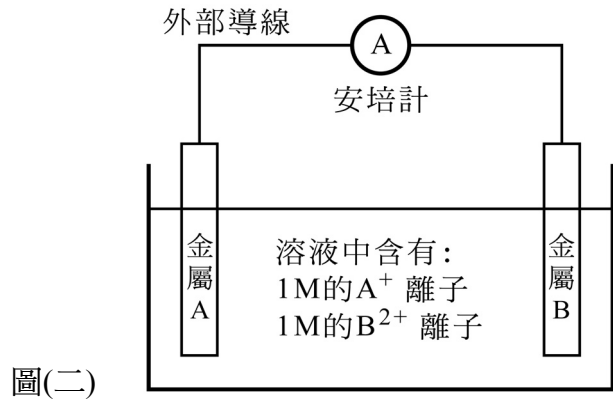 外部導線
A
安培計
金屬A
金屬B
溶液中含有:
1M的A⁺ 離子
1M的B²⁺ 離子
圖(二)